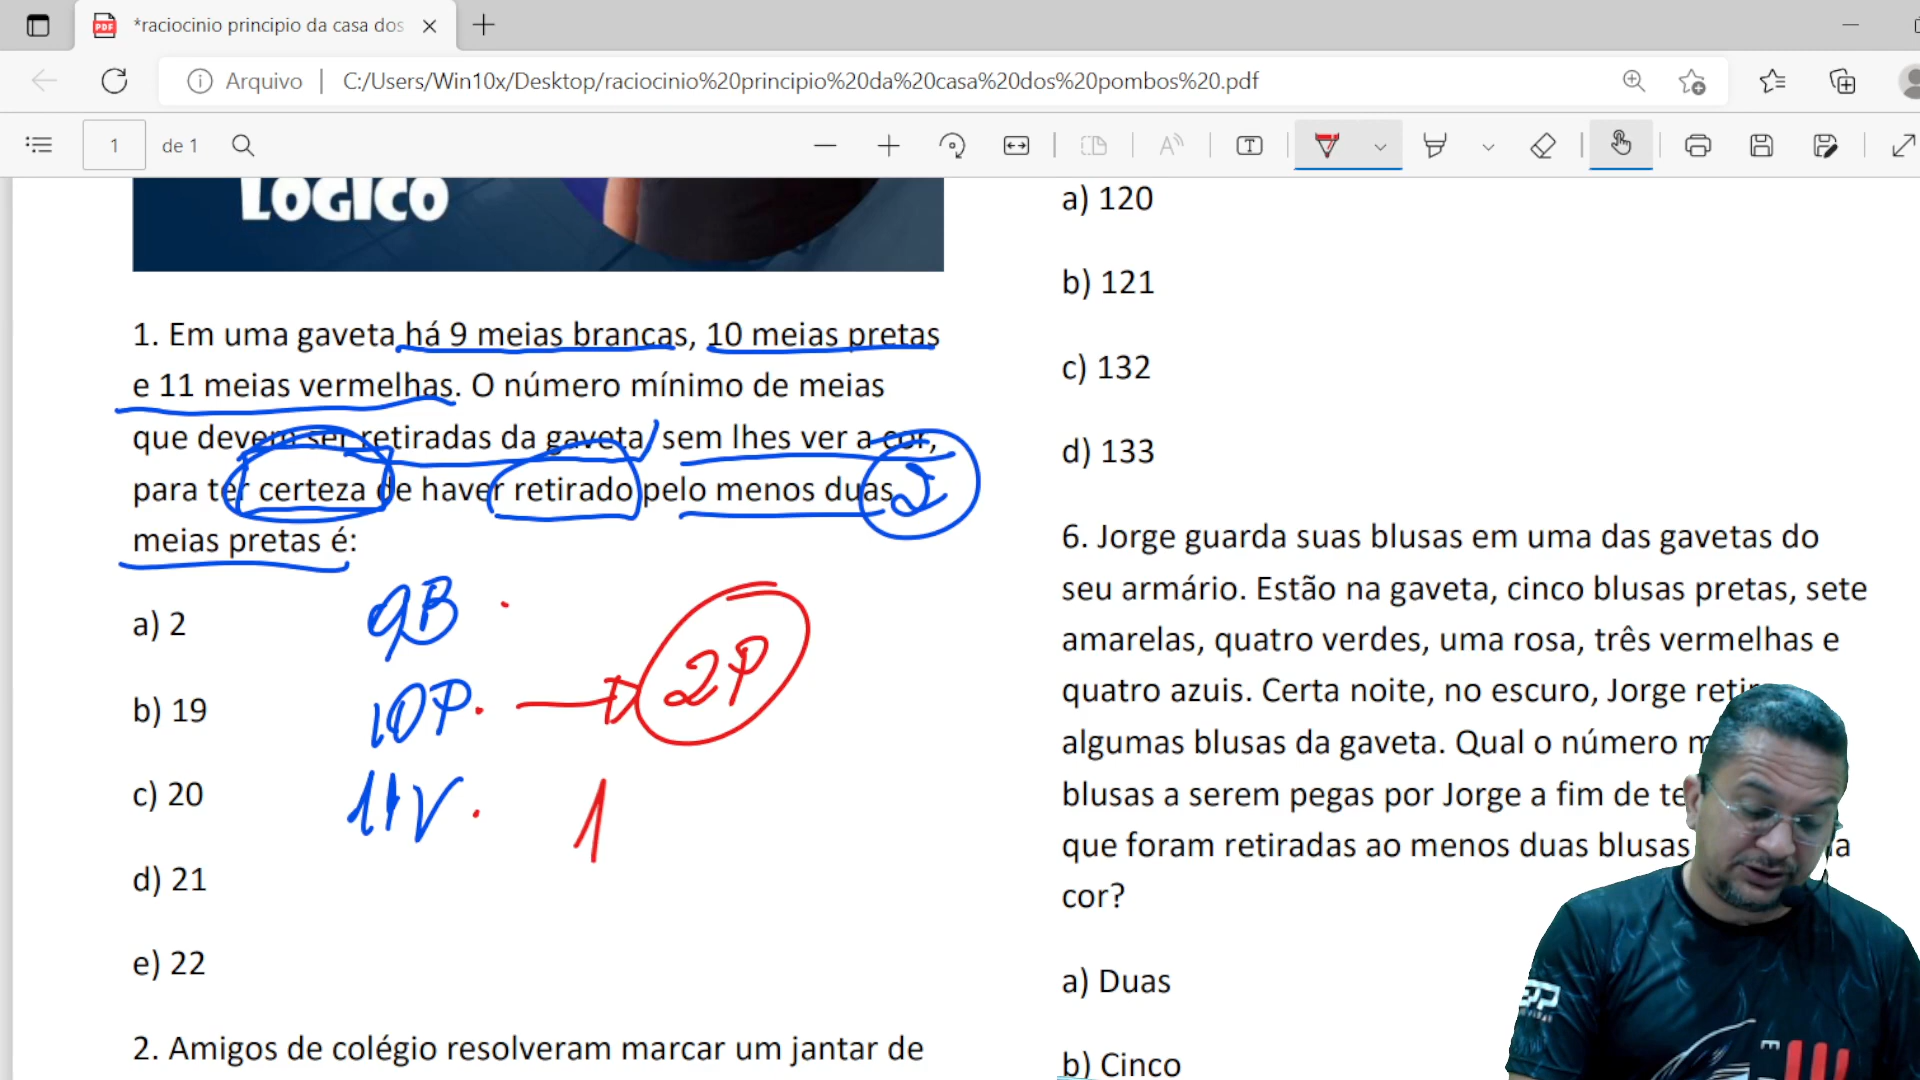 *raciocinio principio da casa dos
Arquivo
C:/Users/Win10x/Desktop/raciocinio%20principio%20da%20casa%20dos%20pombos%20.pdf
1
de 1
LOGICO
1. Em uma gaveta há 9 meias brancas, 10 meias pretas
e 11 meias vermelhas. O número mínimo de meias
que devem ser retiradas da gaveta, sem lhes ver a cor,
para ter certeza de haver retirado pelo menos duas
meias pretas é:
2
9B
2P
10P
11V
1
a) 2
b) 19
c) 20
d) 21
e) 22
2. Amigos de colégio resolveram marcar um jantar de
a) 120
b) 121
c) 132
d) 133
6. Jorge guarda suas blusas em uma das gavetas do
seu armário. Estão na gaveta, cinco blusas pretas, sete
amarelas, quatro verdes, uma rosa, três vermelhas e
quatro azuis. Certa noite, no escuro, Jorge
algumas blusas da gaveta. Qual o número
blusas a serem pegas por Jorge a fim de
que foram retiradas ao menos duas blusas
cor?
a) Duas
b) Cinco